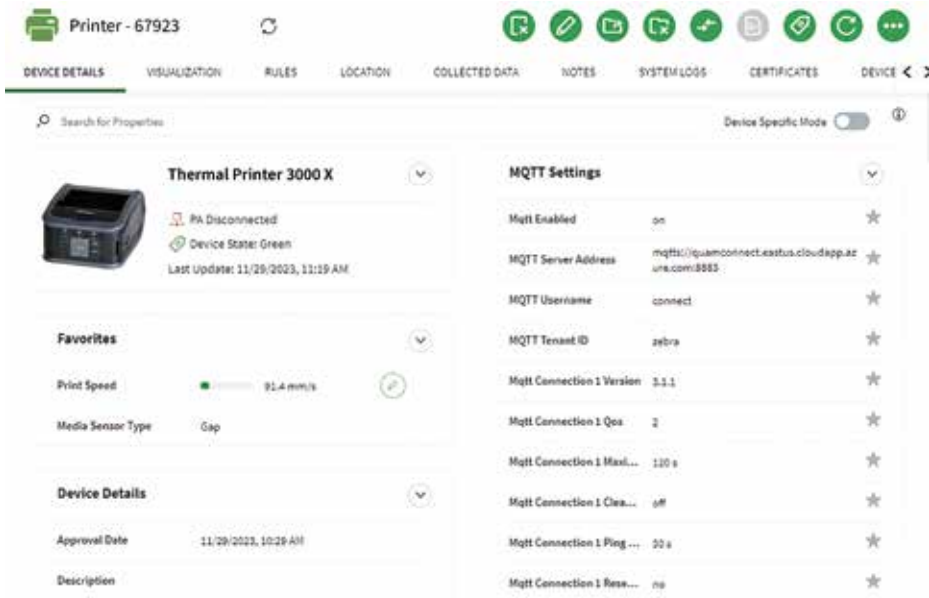 Printer - 67923
DEVICE DETAILS
VISUALIZATION
RULES
LOCATION
COLLECTED DATA
NOTES
SYSTEM LOGS
CERTIFICATES
DEVICE
Search for Properties
Device Specific Mode
Thermal Printer 3000 X
PA Disconnected
Device State: Green
Last Update: 11/29/2023, 11:19 AM
Favorites
Print Speed 91.4 mm/s
Media Sensor Type Gap
Device Details
Approval Date 11/29/2023, 10:29 AM
Description
MQTT Settings
Mqtt Enabled on
MQTT Server Address mqtts://quamconnect.eastus.cloudapp.az
ure.com:8883
MQTT Username connect
MQTT Tenant ID zebra
Mqtt Connection 1 Version 3.1.1
Mqtt Connection 1 Qos 2
Mqtt Connection 1 Maxi... 120 s
Mqtt Connection 1 Clea... off
Mqtt Connection 1 Ping ...
Mqtt Connection 1 Rese... no